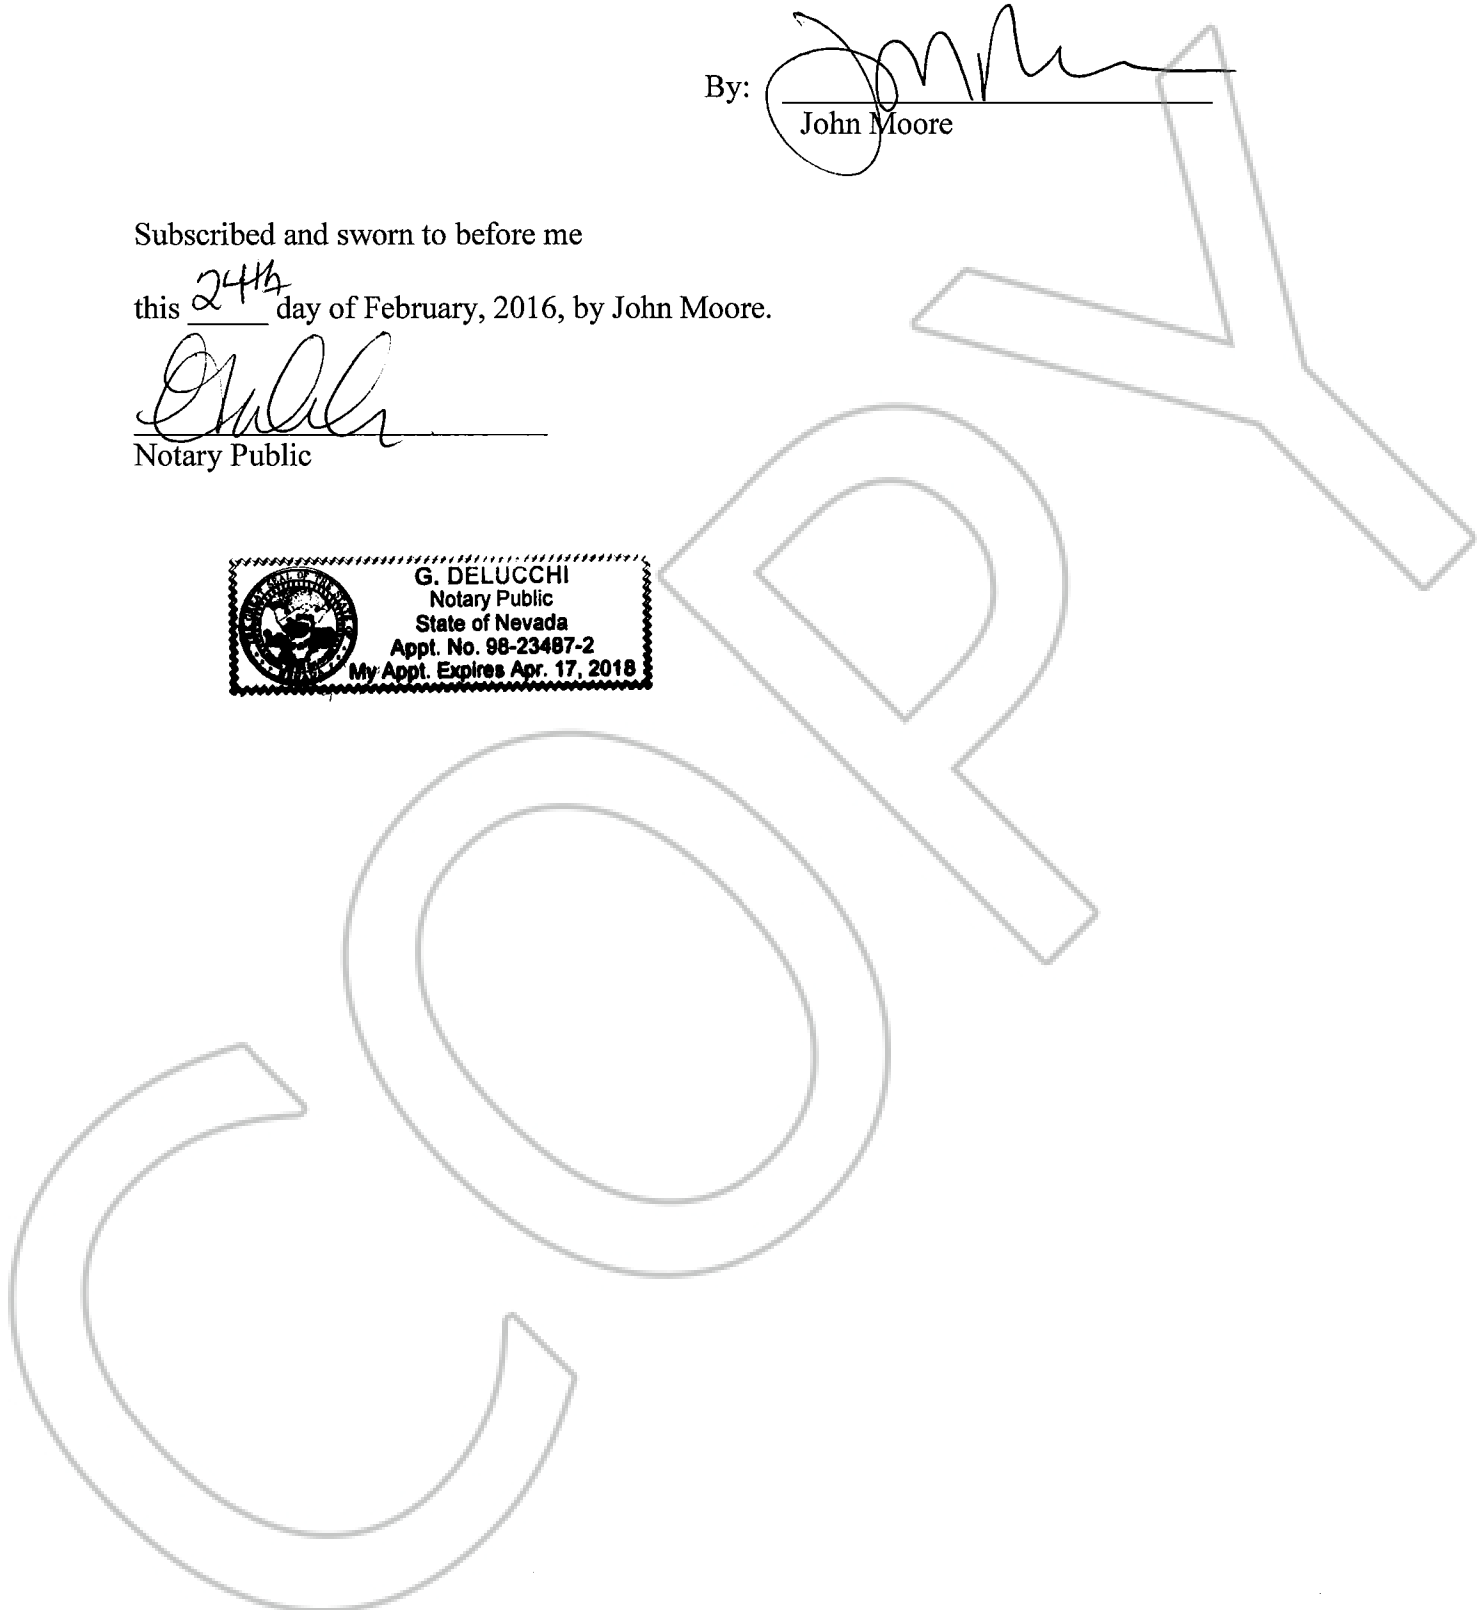 By:
John Moore
Subscribed and sworn to before me
this 24th day of February, 2016, by John Moore.
Notary Public
G. DELUCCHI
Notary Public
State of Nevada
Appt. No. 98-23487-2
My Appt. Expires Apr. 17, 2018
COPY